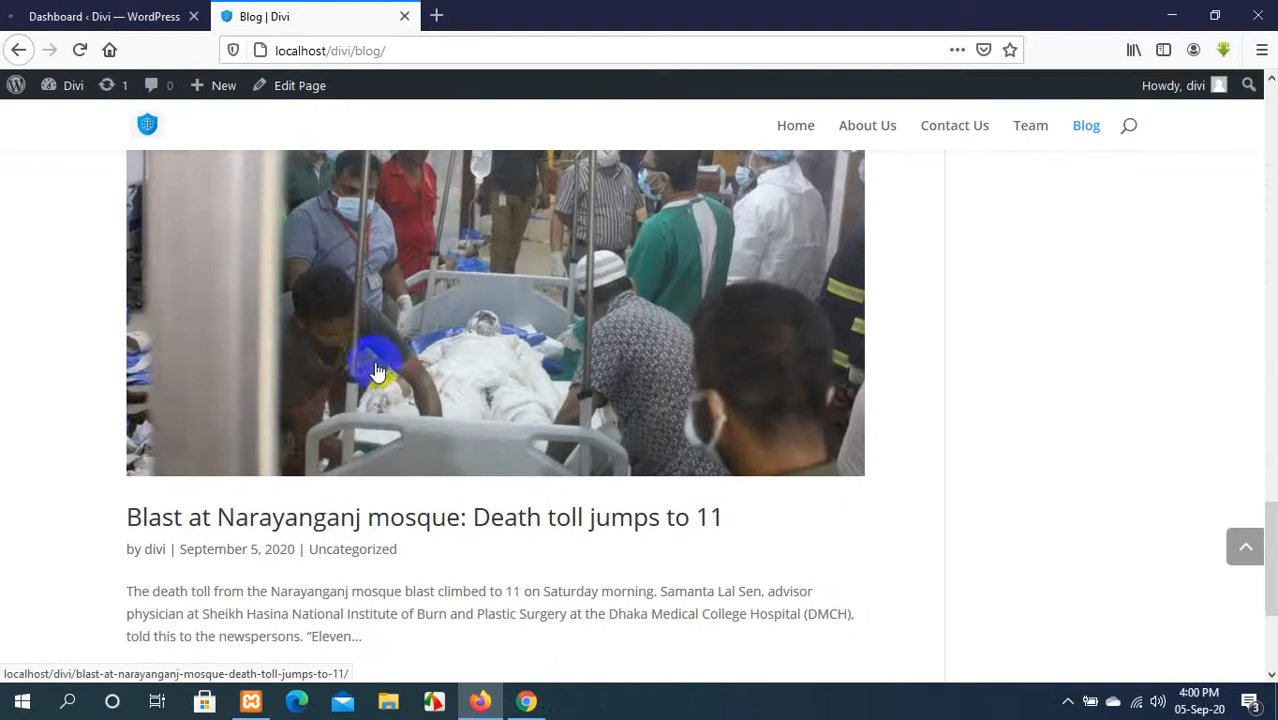 Dashboard ‹ Divi — WordPress
Blog | Divi
localhost/divi/blog/
Divi
1
0
New
Edit Page
Howdy, divi
Home
About Us
Contact Us
Team
Blog
Blast at Narayanganj mosque: Death toll jumps to 11
by divi | September 5, 2020 | Uncategorized
The death toll from the Narayanganj mosque blast climbed to 11 on Saturday morning. Samanta Lal Sen, advisor
physician at Sheikh Hasina National Institute of Burn and Plastic Surgery at the Dhaka Medical College Hospital (DMCH),
told this to the newspersons. “Eleven...
localhost/divi/blast-at-narayanganj-mosque-death-toll-jumps-to-11/
4:00 PM
05-Sep-20
3